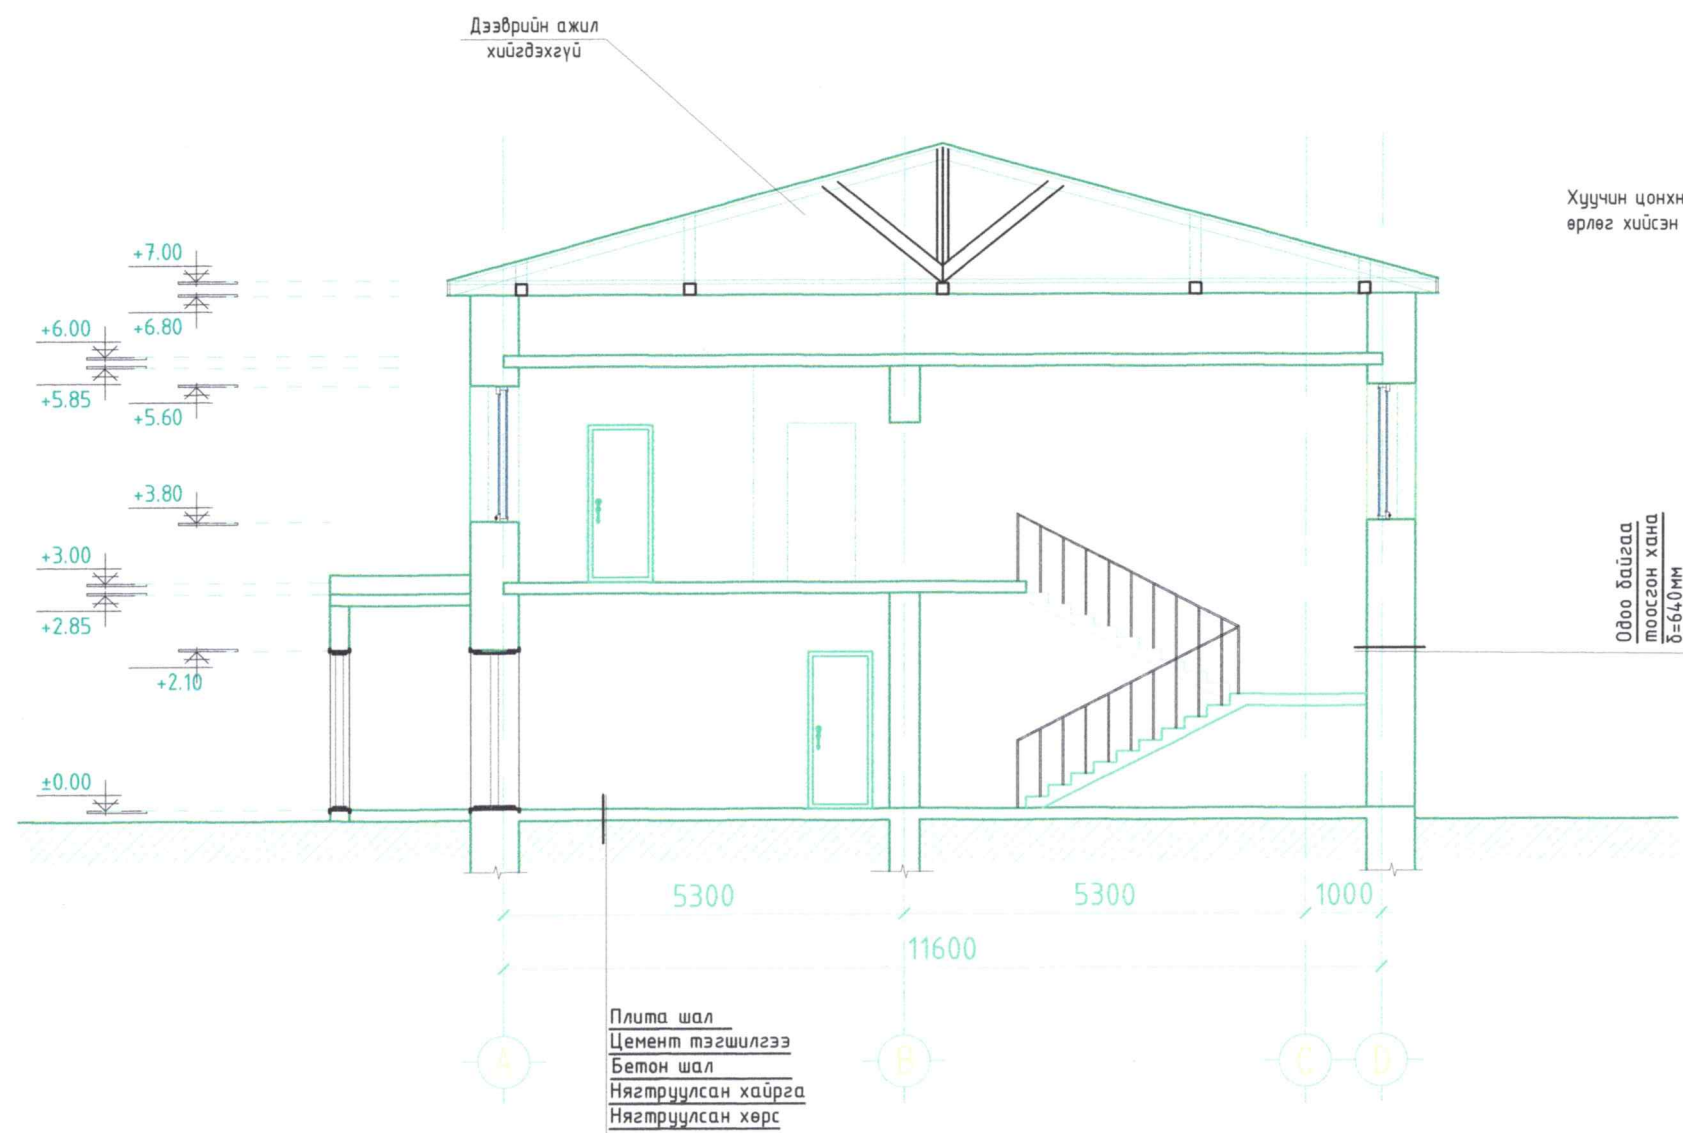 Дээврийн ажил
хийгдэхгүй
Хуучин цонхн
өрлөг хийсэн
+7.00
+6.80
+6.00
+5.85
+5.60
+3.80
+3.00
+2.85
+2.10
±0.00
Одоо байгаа
тоосгон хана
δ=640мм
5300
5300
1000
11600
Плита шал
Цемент тэгшилгээ
Бетон шал
Нягтруулсан хайрга
Нягтруулсан хөрс
A
B
C
D